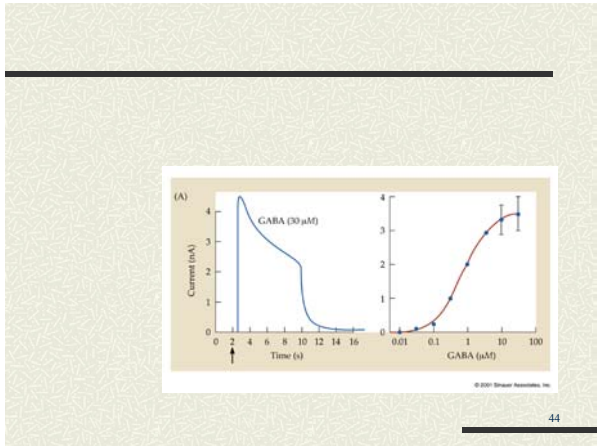 (A)
GABA (30 μM)
Current (nA)
4
3
2
1
0
0 2 4 6 8 10 12 14 16
Time (s)
4
3
2
1
0
0.01 0.1 1 10 100
GABA (μM)
© 2001 Sinauer Associates, Inc.
44